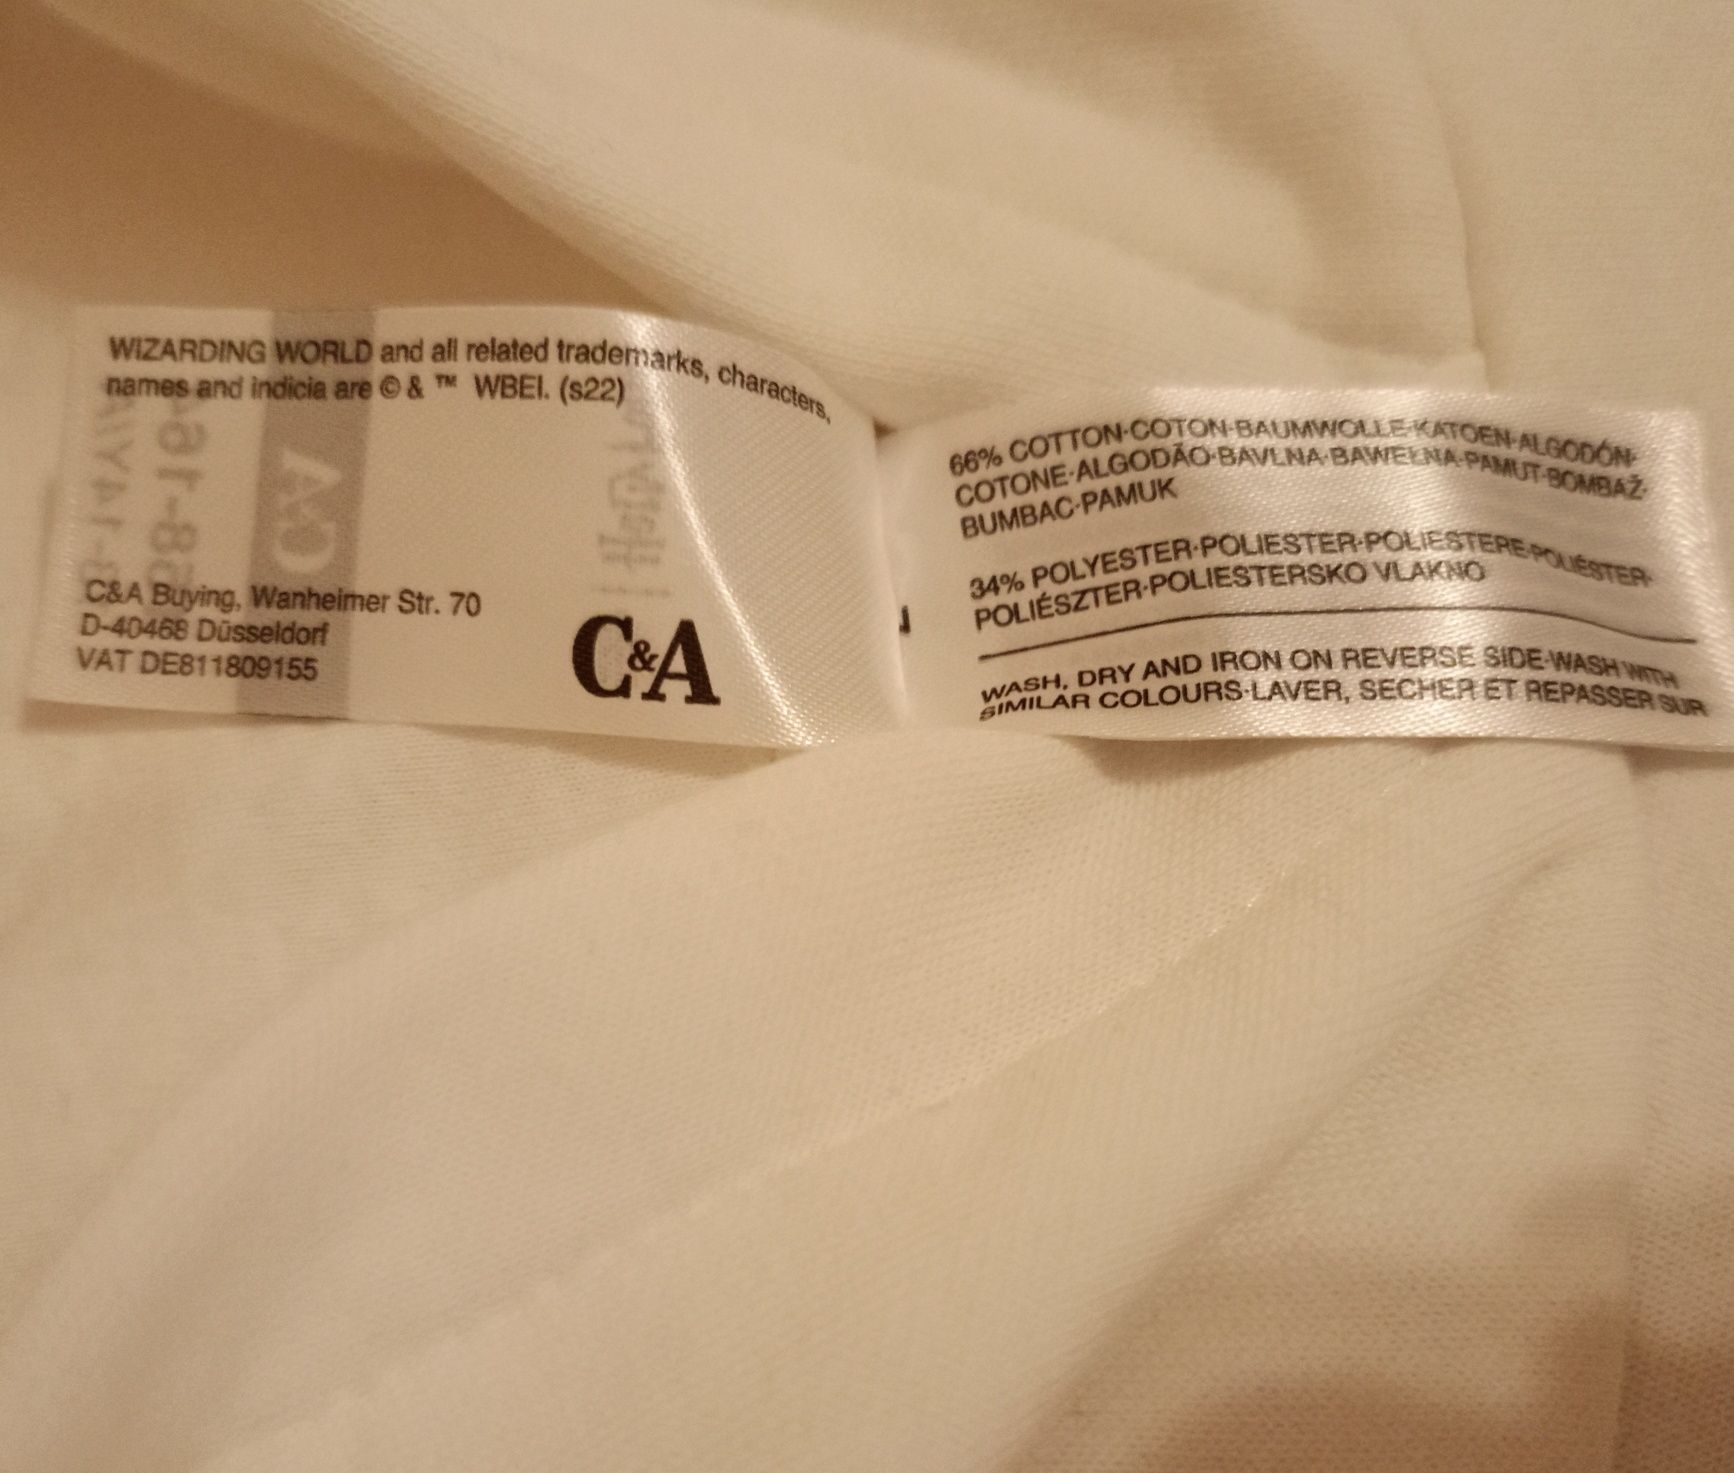 WIZARDING WORLD and all related trademarks, characters,
names and indicia are © & ™ WBEI. (s22)
C&A Buying, Wanheimer Str. 70
D-40468 Düsseldorf
VAT DE811809155
C&A
66% COTTON·COTON·BAUMWOLLE·KATOEN·ALGODÓN·
COTONE·ALGODÃO·BAVLNA·BAWEŁNA·PAMUT·BOMBAŽ·
BUMBAC·PAMUK
34% POLYESTER·POLIESTER·POLIESTERE·POLIÉSTER·
POLIÉSZTER·POLIESTERSKO VLAKNO
WASH, DRY AND IRON ON REVERSE SIDE·WASH WITH
SIMILAR COLOURS·LAVER, SECHER ET REPASSER SUR